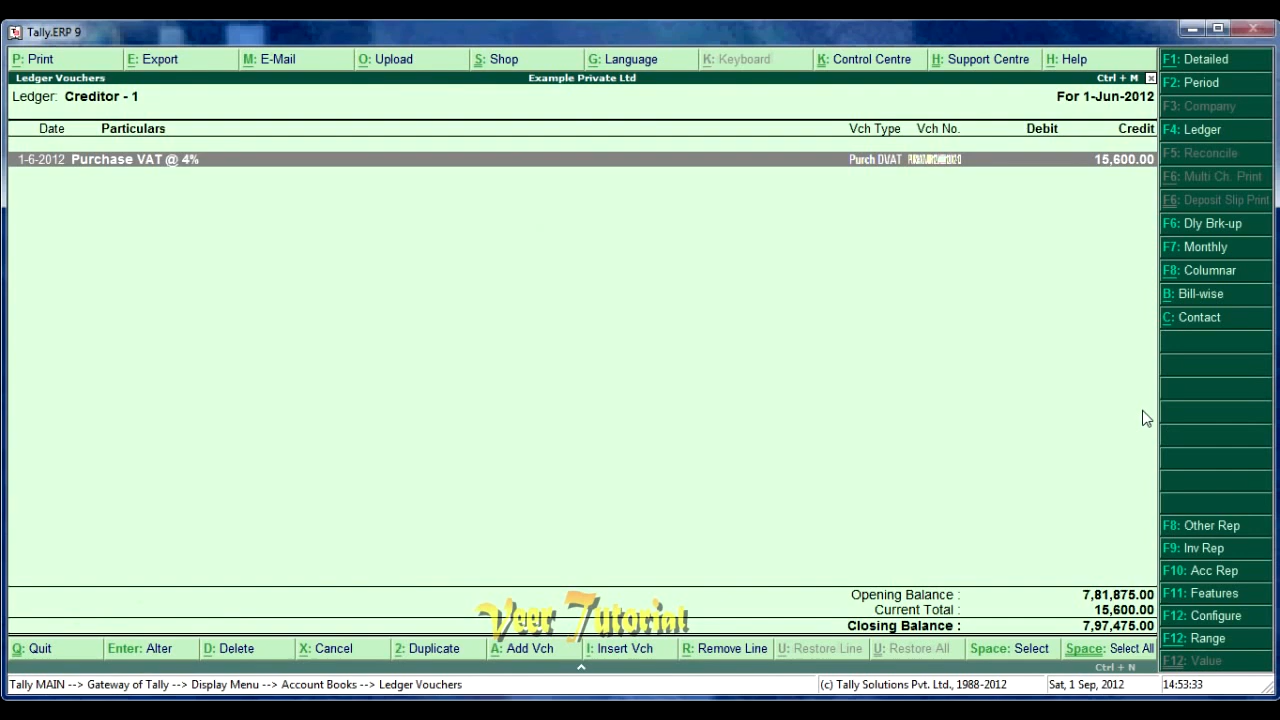 Tally.ERP 9
P: Print E: Export M: E-Mail O: Upload S: Shop G: Language K: Keyboard K: Control Centre H: Support Centre H: Help
Ledger Vouchers Example Private Ltd Ctrl + M x
Ledger: Creditor - 1 For 1-Jun-2012
Date Particulars Vch Type Vch No. Debit Credit
1-6-2012 Purchase VAT @ 4% Purch DVAT 15,600.00
Opening Balance : 7,81,875.00
Current Total : 15,600.00
Closing Balance : 7,97,475.00
Veer Tutorial
Q: Quit Enter: Alter D: Delete X: Cancel 2: Duplicate A: Add Vch I: Insert Vch R: Remove Line U: Restore Line U: Restore All Space: Select Space: Select All
Ctrl + N
Tally MAIN --> Gateway of Tally --> Display Menu --> Account Books --> Ledger Vouchers (c) Tally Solutions Pvt. Ltd., 1988-2012 Sat, 1 Sep, 2012 14:53:33
F1: Detailed
F2: Period
F3: Company
F4: Ledger
F5: Reconcile
F6: Multi Ch. Print
F6: Deposit Slip Print
F6: Dly Brk-up
F7: Monthly
F8: Columnar
B: Bill-wise
C: Contact
F8: Other Rep
F9: Inv Rep
F10: Acc Rep
F11: Features
F12: Configure
F12: Range
F12: Value